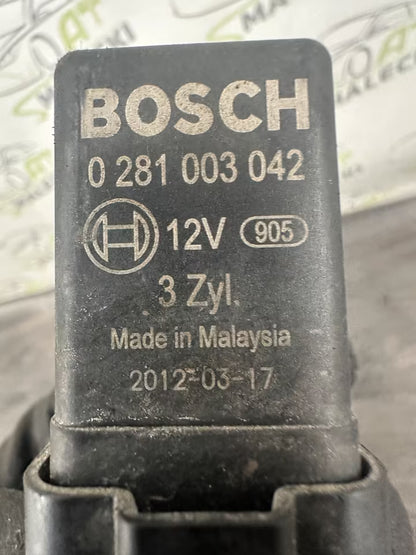 BOSCH
0 281 003 042
12V 905
3 Zyl.
Made in Malaysia
2012-03-17